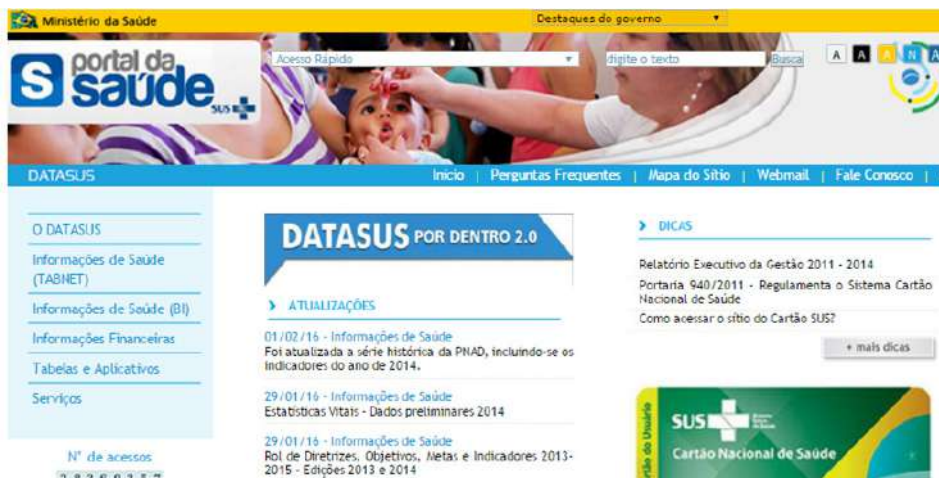 Ministério da Saúde
Destaques do governo
S portal da saúde SUS
Acesso Rápido
digite o texto
Busca
A A A N A
DATASUS
Início | Perguntas Frequentes | Mapa do Sítio | Webmail | Fale Conosco |
O DATASUS
Informações de Saúde
(TABNET)
Informações de Saúde (BI)
Informações Financeiras
Tabelas e Aplicativos
Serviços
N° de acessos
DATASUS POR DENTRO 2.0
ATUALIZAÇÕES
01/02/16 - Informações de Saúde
Foi atualizada a série histórica da PNAD, incluindo-se os
indicadores do ano de 2014.
29/01/16 - Informações de Saúde
Estatísticas Vitais - Dados preliminares 2014
29/01/16 - Informações de Saúde
Rol de Diretrizes, Objetivos, Metas e Indicadores 2013-
2015 - Edições 2013 e 2014
DICAS
Relatório Executivo da Gestão 2011 - 2014
Portaria 940/2011 - Regulamenta o Sistema Cartão
Nacional de Saúde
Como acessar o sítio do Cartão SUS?
+ mais dicas
SUS
Cartão Nacional de Saúde
do Usuário